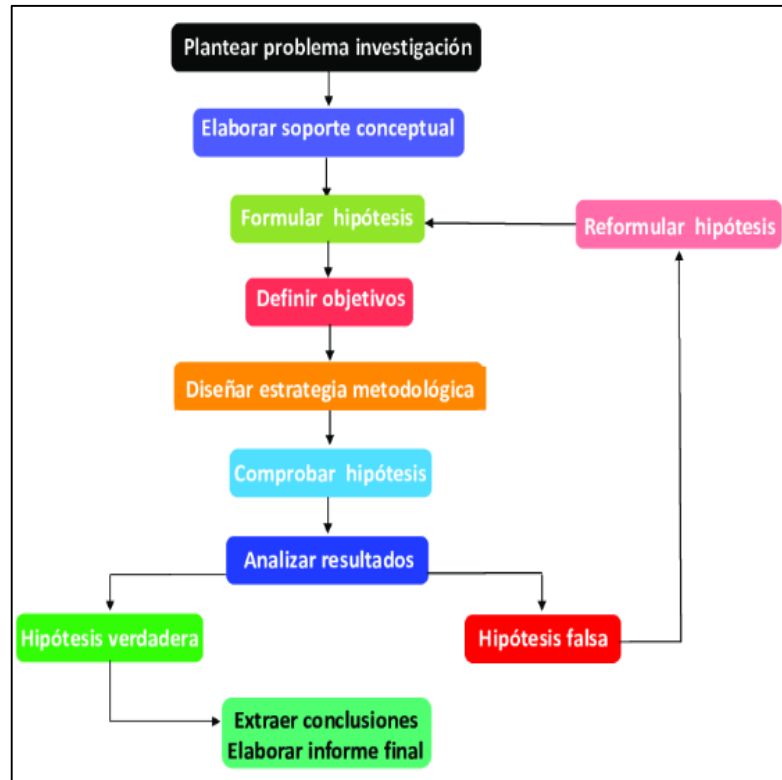 Plantear problema investigación
Elaborar soporte conceptual
Formular hipótesis
Reformular hipótesis
Definir objetivos
Diseñar estrategia metodológica
Comprobar hipótesis
Analizar resultados
Hipótesis verdadera
Hipótesis falsa
Extraer conclusiones
Elaborar informe final